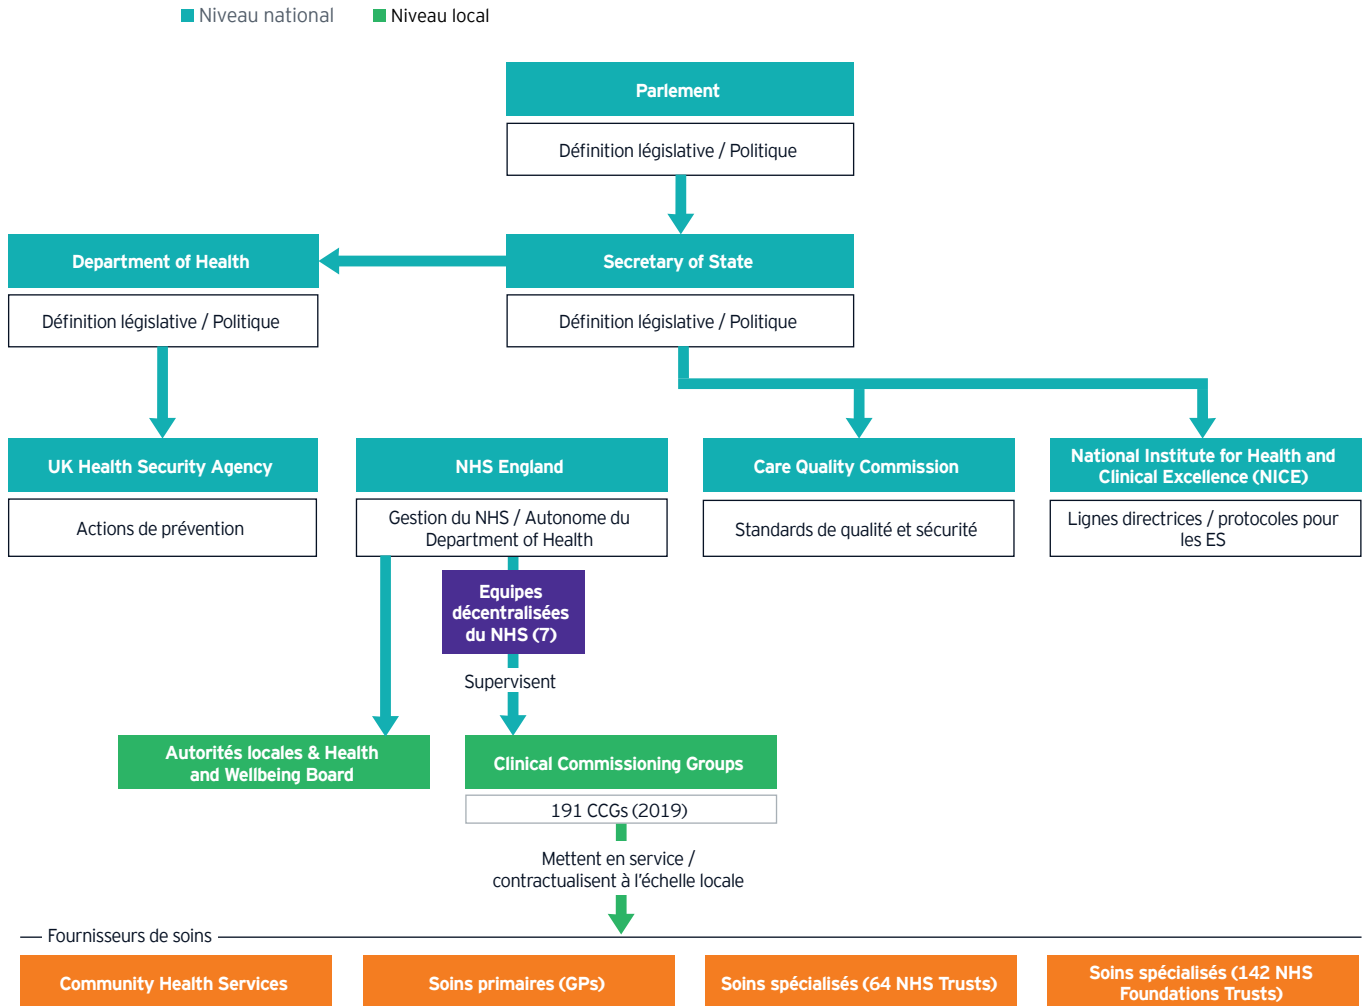 Niveau national
Niveau local
Parlement
Définition législative / Politique
Department of Health
Secretary of State
Définition législative / Politique
Définition législative / Politique
UK Health Security Agency
NHS England
Care Quality Commission
National Institute for Health and
Clinical Excellence (NICE)
Actions de prévention
Gestion du NHS / Autonome du
Department of Health
Standards de qualité et sécurité
Lignes directrices / protocoles pour
les ES
Equipes
décentralisées
du NHS (7)
Supervisent
Autorités locales & Health
and Wellbeing Board
Clinical Commissioning Groups
191 CCGs (2019)
Mettent en service /
contractualisent à l'échelle locale
Fournisseurs de soins
Community Health Services
Soins primaires (GPs)
Soins spécialisés (64 NHS Trusts)
Soins spécialisés (142 NHS
Foundations Trusts)